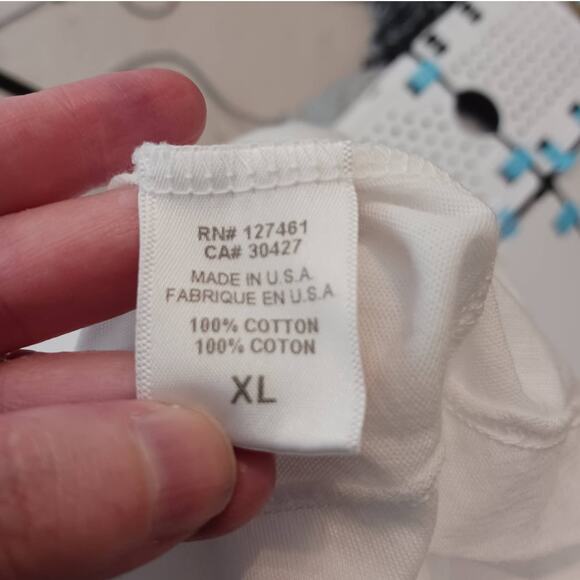 RN# 127461
CA# 30427
MADE IN U.S.A.
FABRIQUE EN U.S.A.
100% COTTON
100% COTON
XL